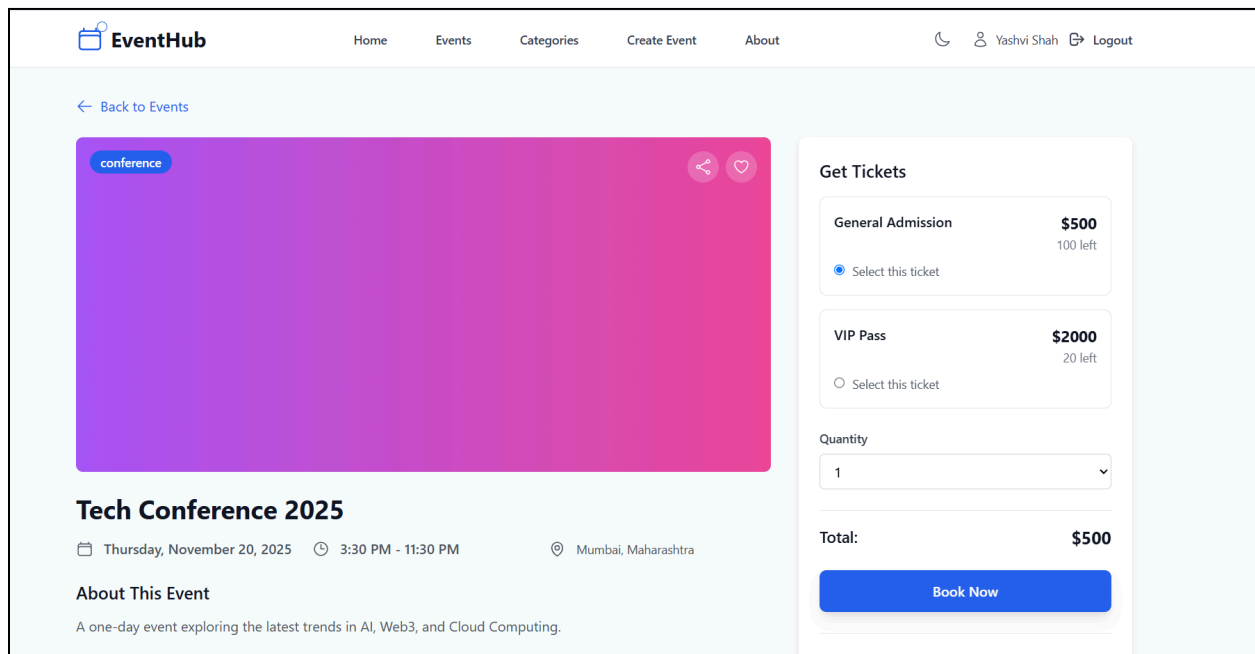 EventHub Home Events Categories Create Event About Yashvi Shah Logout
Back to Events
conference
Tech Conference 2025
Thursday, November 20, 2025 3:30 PM - 11:30 PM Mumbai, Maharashtra
About This Event
A one-day event exploring the latest trends in AI, Web3, and Cloud Computing.
Get Tickets
General Admission $500
100 left
Select this ticket
VIP Pass $2000
20 left
Select this ticket
Quantity
1
Total: $500
Book Now